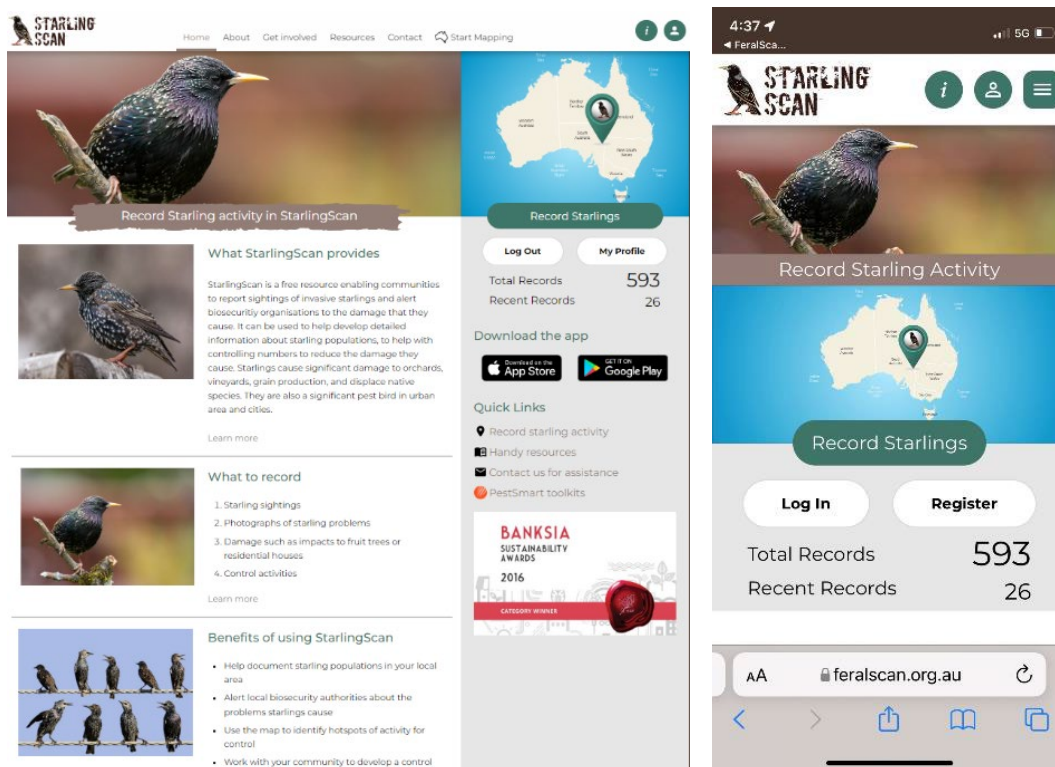 STARLING
SCAN
Home About Get involved Resources Contact Start Mapping
i
Record Starling activity in StarlingScan
What StarlingScan provides
StarlingScan is a free resource enabling communities
to report sightings of invasive starlings and alert
biosecuritiy organisations to the damage that they
cause. It can be used to help develop detailed
information about starling populations, to help with
controlling numbers to reduce the damage they
cause. Starlings cause significant damage to orchards,
vineyards, grain production, and displace native
species. They are also a significant pest bird in urban
area and cities.
Learn more
What to record
1. Starling sightings
2. Photographs of starling problems
3. Damage such as impacts to fruit trees or
residential houses
4. Control activities
Learn more
Benefits of using StarlingScan
• Help document starling populations in your local
area
• Alert local biosecurity authorities about the
problems starlings cause
• Use the map to identify hotspots of activity for
control
• Work with your community to develop a control
Record Starlings
Log Out My Profile
Total Records 593
Recent Records 26
Download the app
Download on the
App Store
GET IT ON
Google Play
Quick Links
Record starling activity
Handy resources
Contact us for assistance
PestSmart toolkits
BANKSIA
SUSTAINABILITY
AWARDS
2016
CATEGORY WINNER
4:37 5G
◀ FeralSca...
STARLING
SCAN
i
Record Starling Activity
Record Starlings
Log In Register
Total Records 593
Recent Records 26
AA feralscan.org.au